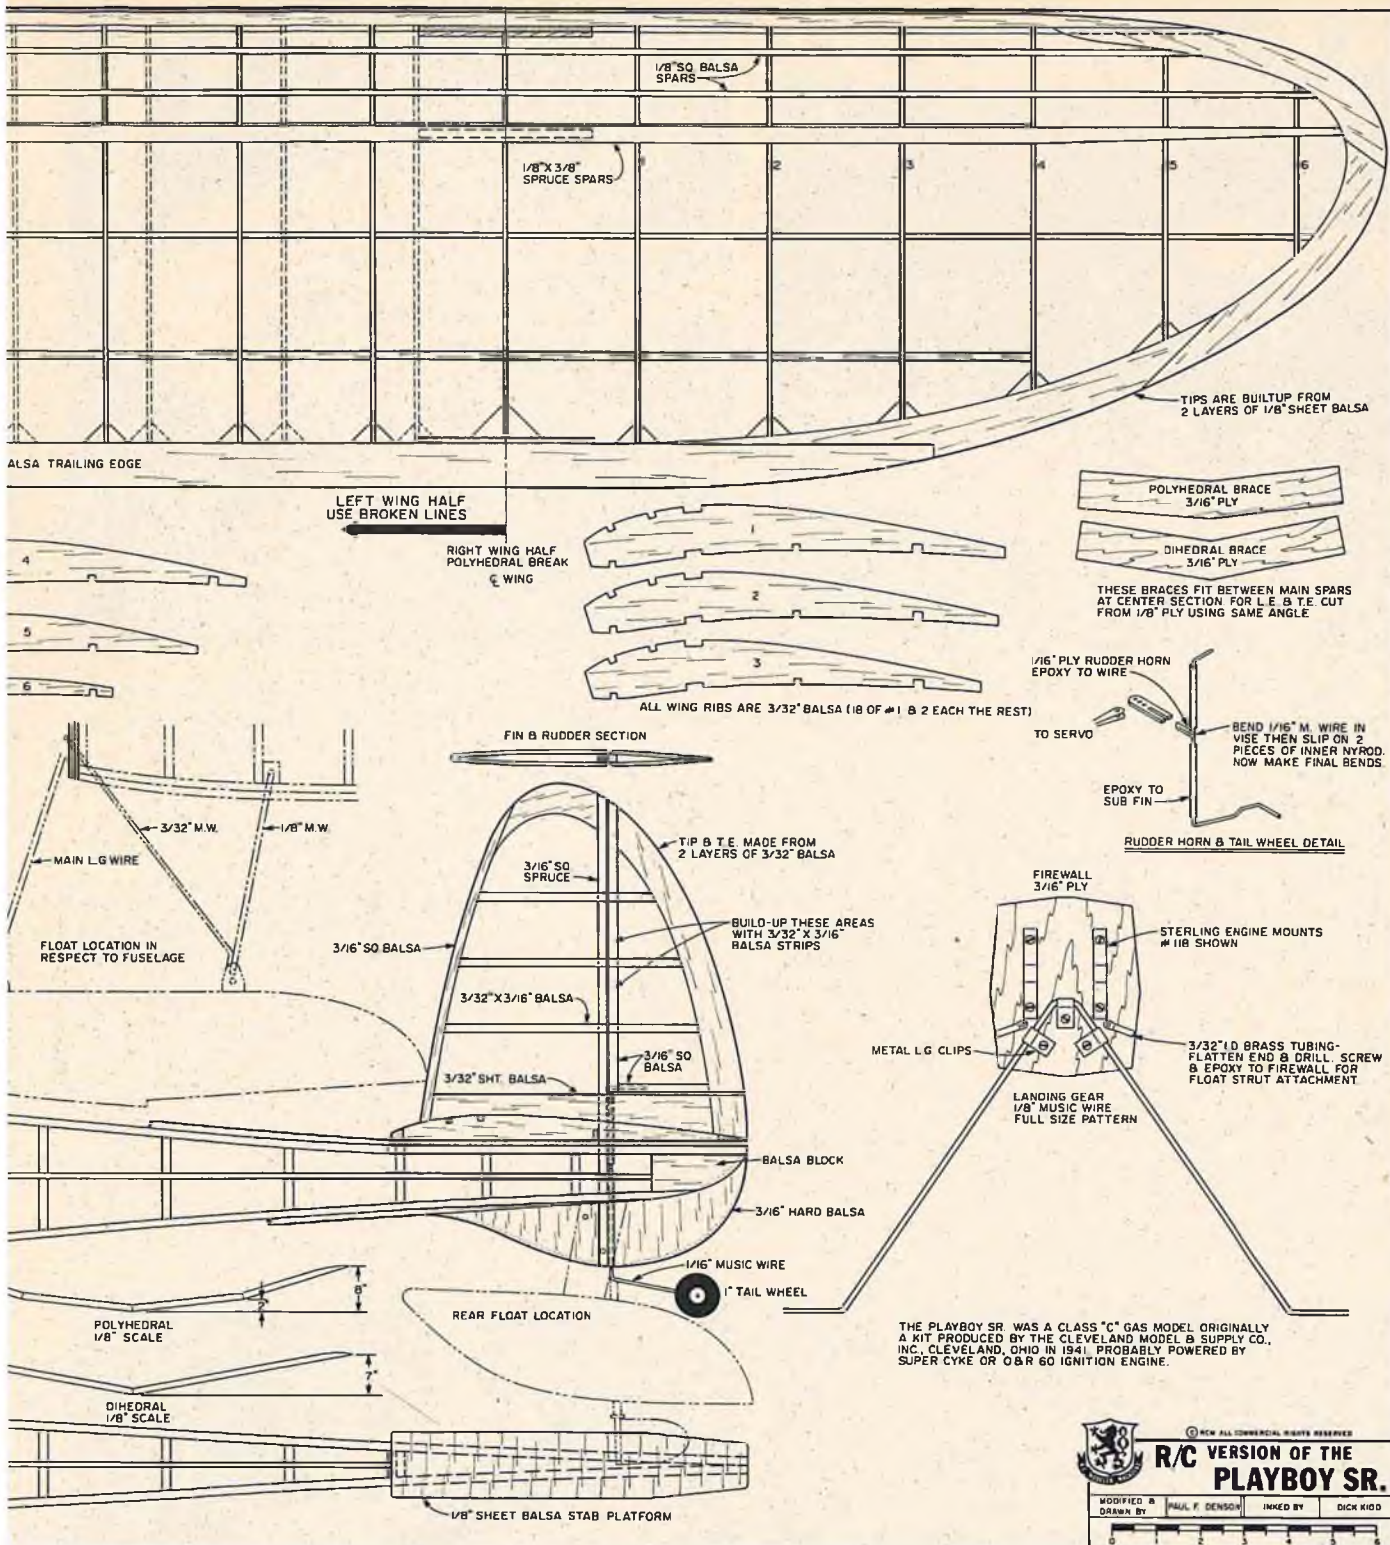 1/8" SQ. BALSA
SPARS
1/8" X 3/8"
SPRUCE SPARS
1
2
3
4
5
6
TIPS ARE BUILTUP FROM
2 LAYERS OF 1/8" SHEET BALSA
ALSA TRAILING EDGE
LEFT WING HALF
USE BROKEN LINES
RIGHT WING HALF
POLYHEDRAL BREAK
℄ WING
POLYHEDRAL BRACE
3/16" PLY
DIHEDRAL BRACE
3/16" PLY
THESE BRACES FIT BETWEEN MAIN SPARS
AT CENTER SECTION. FOR L.E. & T.E. CUT
FROM 1/8" PLY USING SAME ANGLE
4
5
6
1
2
3
ALL WING RIBS ARE 3/32" BALSA (18 OF #1 & 2 EACH THE REST)
1/16" PLY RUDDER HORN
EPOXY TO WIRE
TO SERVO
BEND 1/16" M. WIRE IN
VISE THEN SLIP ON 2
PIECES OF INNER NYROD.
NOW MAKE FINAL BENDS.
EPOXY TO
SUB FIN
RUDDER HORN & TAIL WHEEL DETAIL
FIN & RUDDER SECTION
3/32" M.W.
1/8" M.W.
MAIN L.G WIRE
FLOAT LOCATION IN
RESPECT TO FUSELAGE
TIP & T.E. MADE FROM
2 LAYERS OF 3/32" BALSA
3/16" SQ
SPRUCE
BUILD-UP THESE AREAS
WITH 3/32" X 3/16"
BALSA STRIPS
3/16" SQ BALSA
3/32" X 3/16" BALSA
3/16" SQ
BALSA
3/32" SHT. BALSA
BALSA BLOCK
3/16" HARD BALSA
1/16" MUSIC WIRE
1" TAIL WHEEL
REAR FLOAT LOCATION
FIREWALL
3/16" PLY
STERLING ENGINE MOUNTS
# 118 SHOWN
METAL L.G CLIPS
3/32" I.D BRASS TUBING-
FLATTEN END & DRILL. SCREW
& EPOXY TO FIREWALL FOR
FLOAT STRUT ATTACHMENT
LANDING GEAR
1/8" MUSIC WIRE
FULL SIZE PATTERN
2"
8"
POLYHEDRAL
1/8" SCALE
7"
DIHEDRAL
1/8" SCALE
1/8" SHEET BALSA STAB PLATFORM
THE PLAYBOY SR. WAS A CLASS "C" GAS MODEL ORIGINALLY
A KIT PRODUCED BY THE CLEVELAND MODEL & SUPPLY CO.,
INC., CLEVELAND, OHIO IN 1941. PROBABLY POWERED BY
SUPER CYKE OR O&R 60 IGNITION ENGINE.
© RCM ALL COMMERCIAL RIGHTS RESERVED
R/C VERSION OF THE
PLAYBOY SR.
MODIFIED &
DRAWN BY
PAUL F. DENSON
INKED BY
DICK KIDD
0 1 2 3 4 5 6